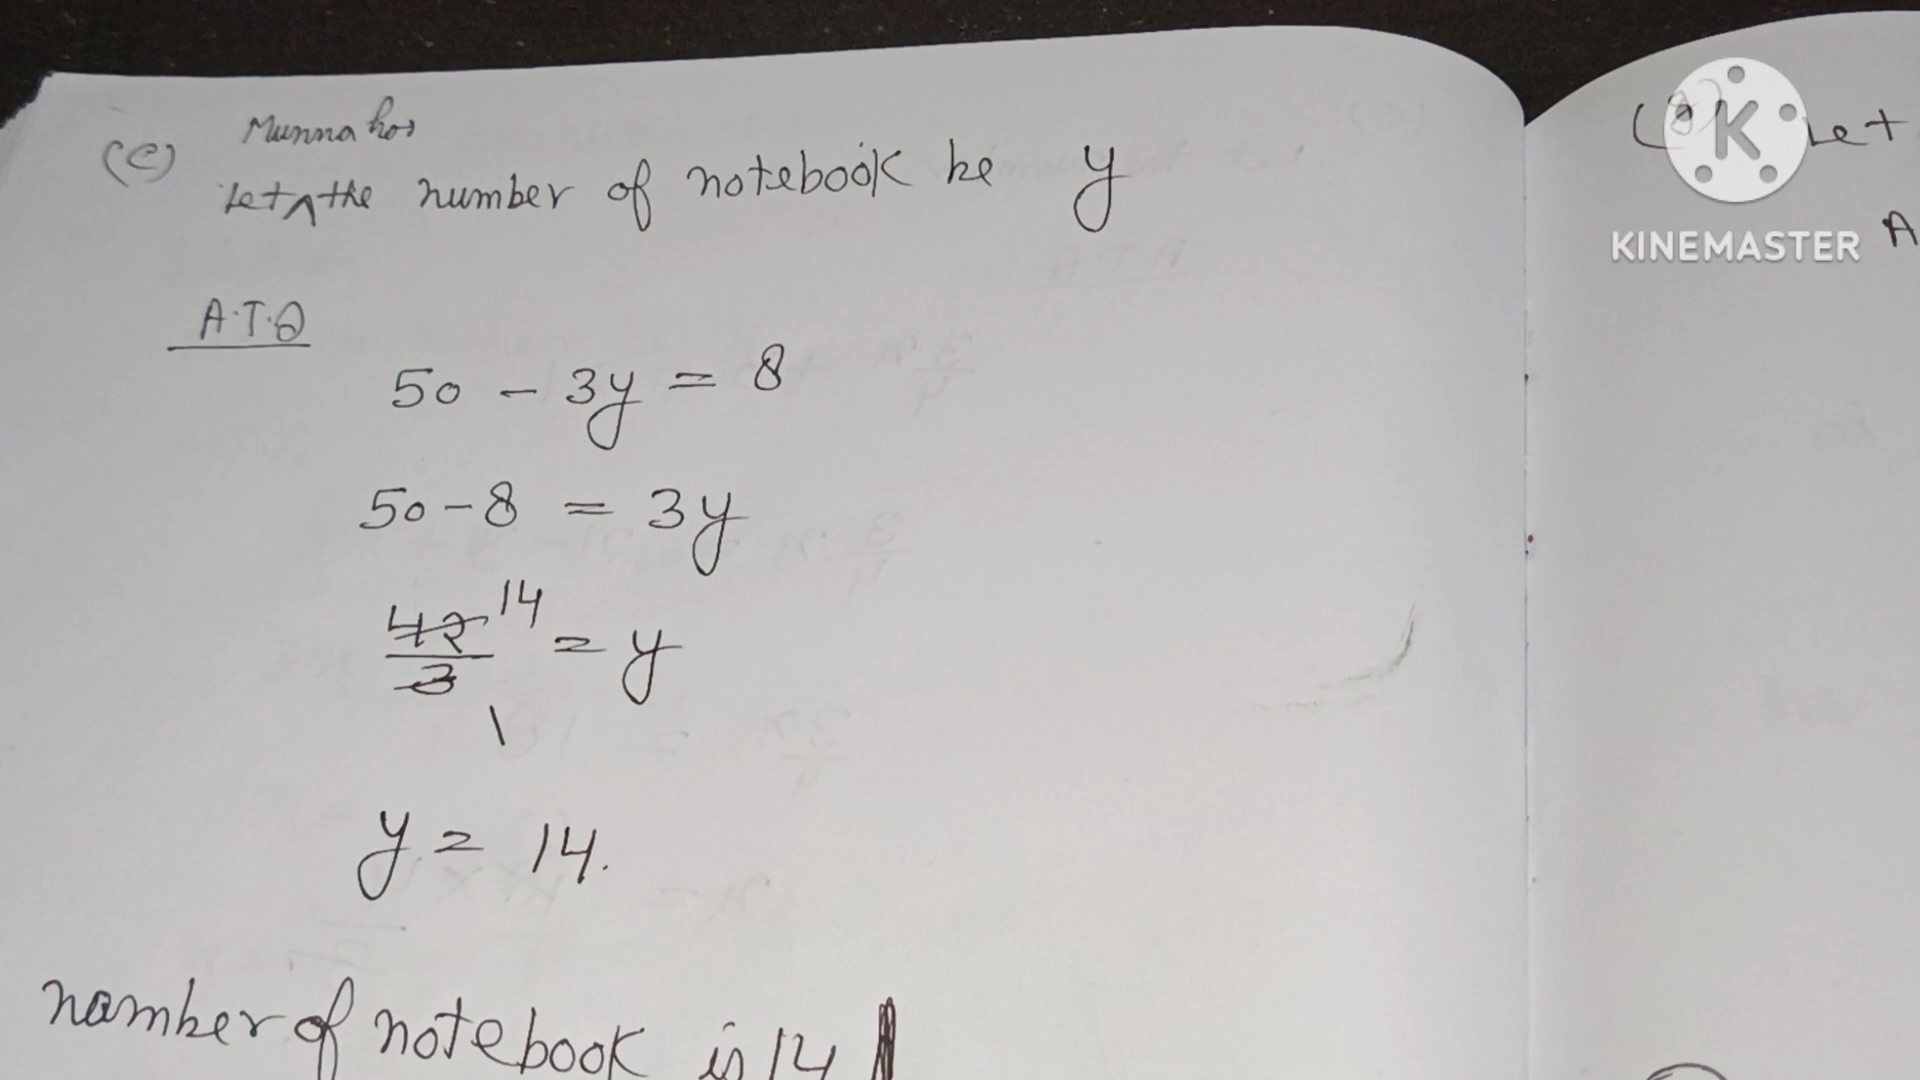 (c) Munna has
Let ^ the number of notebook be y
A.T.Q
50 - 3y = 8
50 - 8 = 3y
42/3 14 = y
1
y = 14.
number of notebook is 14
Let
A
KINEMASTER